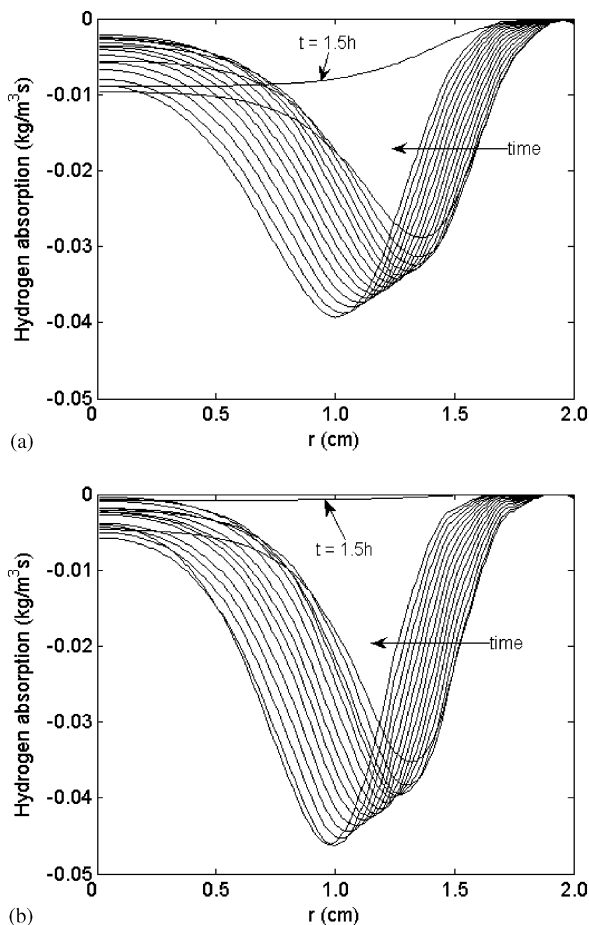 0
t = 1.5h
-0.01
time
-0.02
-0.03
-0.04
-0.05
Hydrogen absorption (kg/m³s)
0 0.5 1.0 1.5 2.0
(a)
r (cm)
0
t = 1.5h
-0.01
time
-0.02
-0.03
-0.04
-0.05
Hydrogen absorption (kg/m³s)
0 0.5 1.0 1.5 2.0
(b)
r (cm)